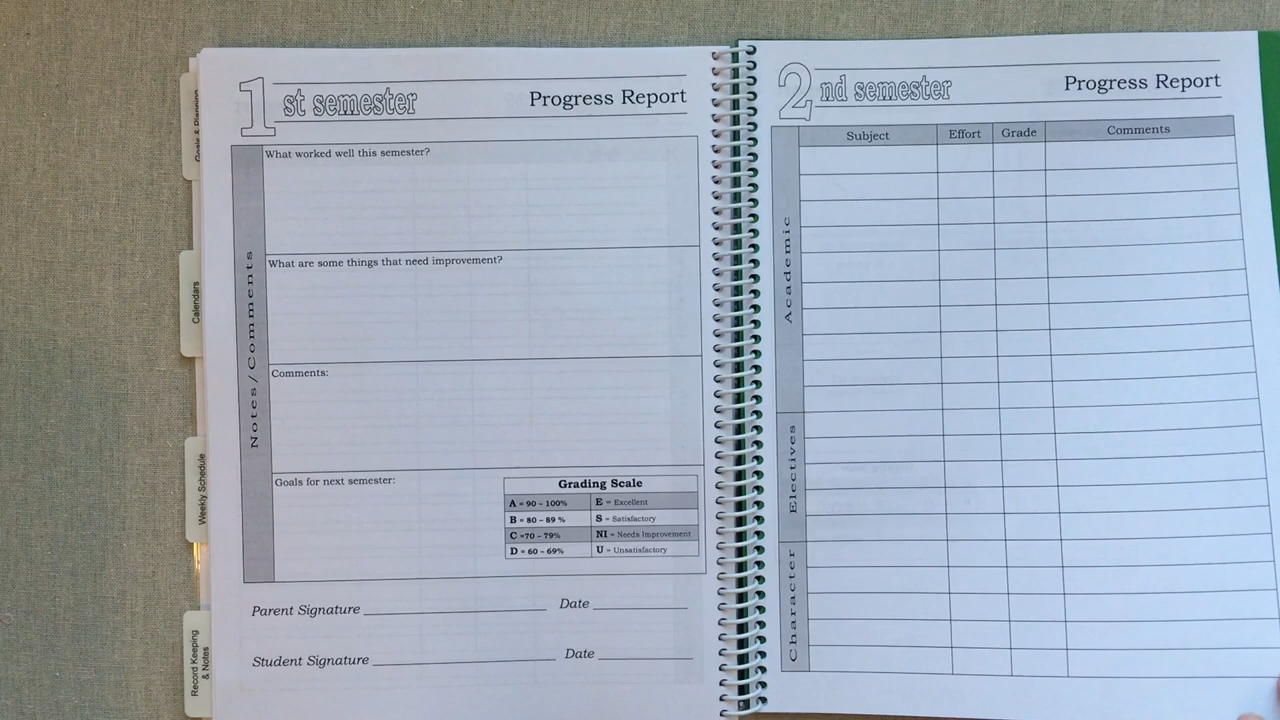 Goals & Planning
Calendars
Weekly Schedule
Record Keeping
& Notes
1st semester
Progress Report
Notes/Comments
What worked well this semester?
What are some things that need improvement?
Comments:
Goals for next semester:
Grading Scale
A = 90 – 100% E = Excellent
B = 80 – 89 % S = Satisfactory
C =70 – 79% NI = Needs Improvement
D = 60 – 69% U = Unsatisfactory
Parent Signature Date
Student Signature Date
2nd semester
Progress Report
Subject Effort Grade Comments
Academic
Electives
Character